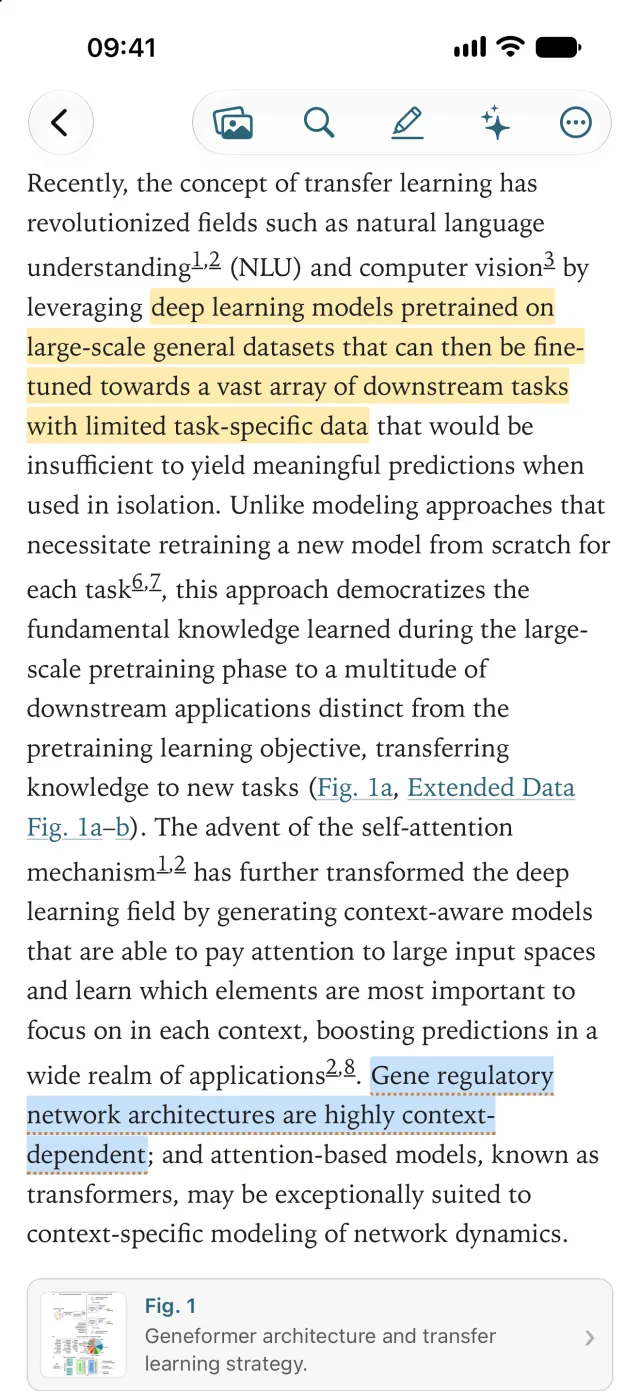 09:41
Recently, the concept of transfer learning has
revolutionized fields such as natural language
understanding1,2 (NLU) and computer vision3 by
leveraging deep learning models pretrained on
large-scale general datasets that can then be fine-
tuned towards a vast array of downstream tasks
with limited task-specific data that would be
insufficient to yield meaningful predictions when
used in isolation. Unlike modeling approaches that
necessitate retraining a new model from scratch for
each task6,7, this approach democratizes the
fundamental knowledge learned during the large-
scale pretraining phase to a multitude of
downstream applications distinct from the
pretraining learning objective, transferring
knowledge to new tasks (Fig. 1a, Extended Data
Fig. 1a–b). The advent of the self-attention
mechanism1,2 has further transformed the deep
learning field by generating context-aware models
that are able to pay attention to large input spaces
and learn which elements are most important to
focus on in each context, boosting predictions in a
wide realm of applications2,8. Gene regulatory
network architectures are highly context-
dependent; and attention-based models, known as
transformers, may be exceptionally suited to
context-specific modeling of network dynamics.
Fig. 1
Geneformer architecture and transfer
learning strategy.